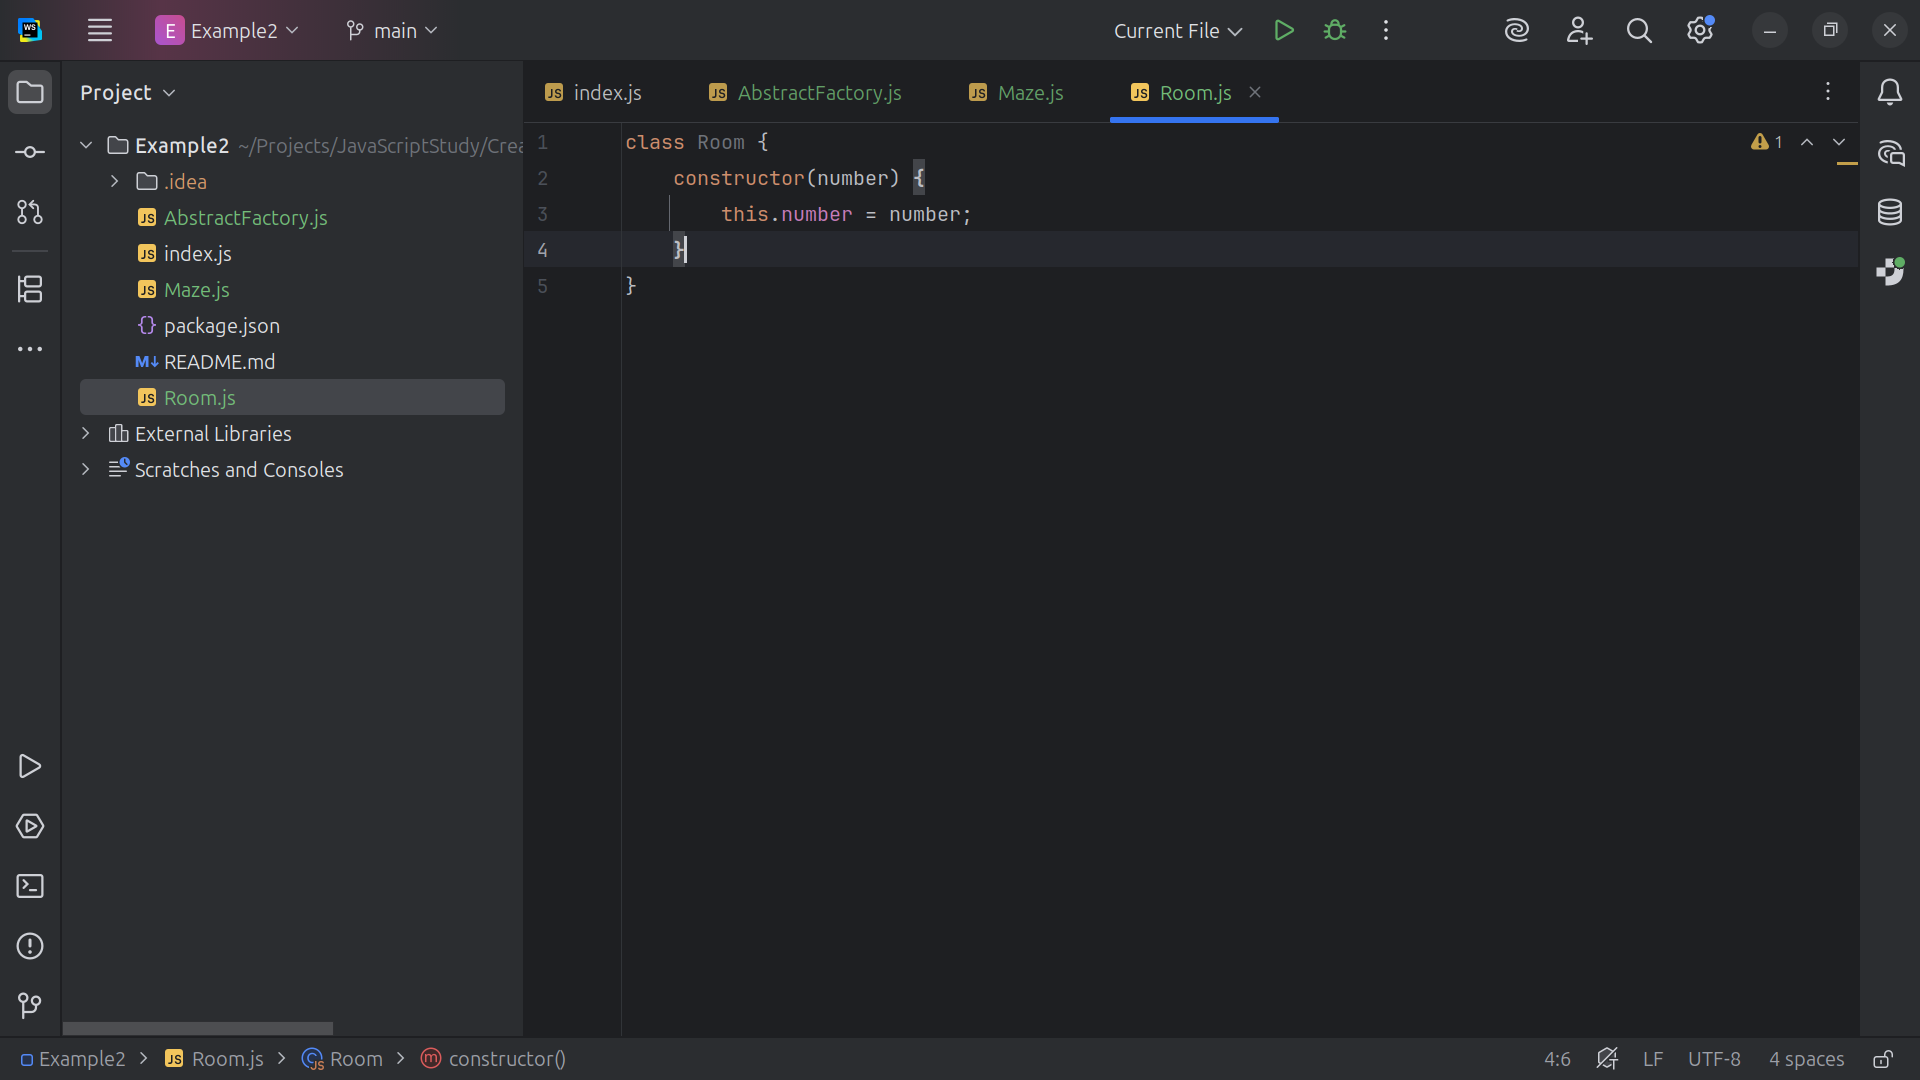 WS
E Example2
main
Current File
Project
index.js
AbstractFactory.js
Maze.js
Room.js
Example2 ~/Projects/JavaScriptStudy/Crea
.idea
AbstractFactory.js
index.js
Maze.js
package.json
README.md
Room.js
External Libraries
Scratches and Consoles
1 class Room {
2 constructor(number) {
3 this.number = number;
4 }
5 }
1
Example2 > Room.js > Room > constructor()
4:6
LF
UTF-8
4 spaces